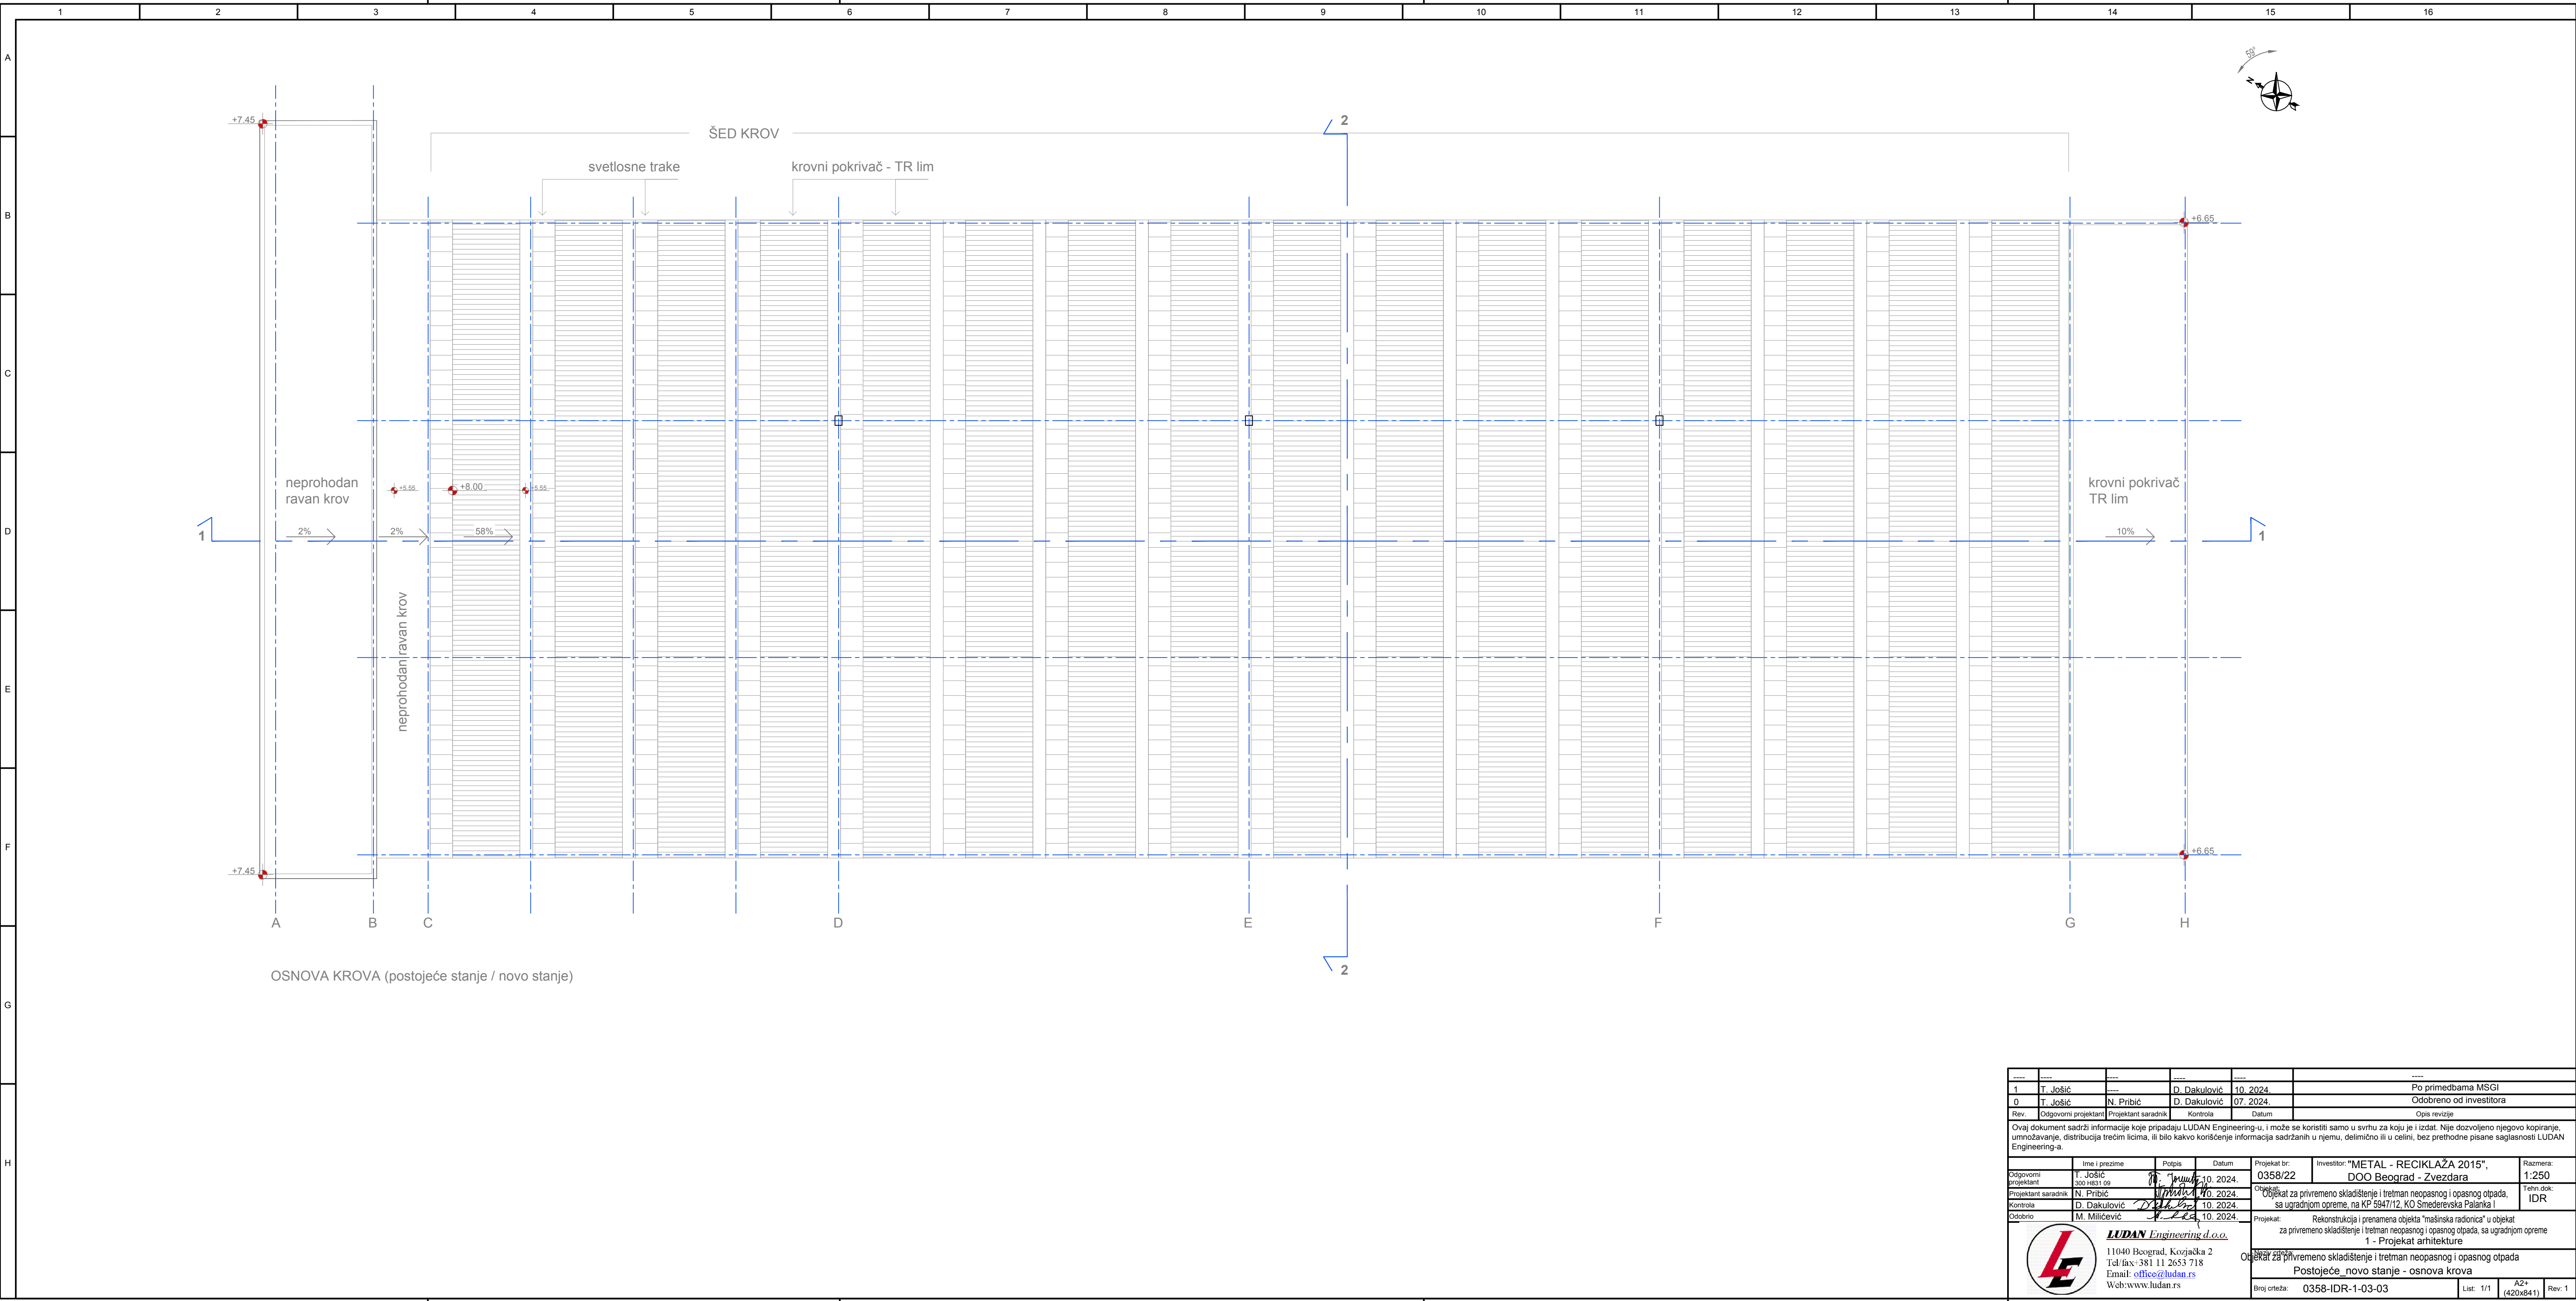 1 2 3 4 5 6 7 8 9 10 11 12 13 14 15 16
A
B
C
D
E
F
G
H
59°
N
+7.45
ŠED KROV
2
svetlosne trake
krovni pokrivač - TR lim
+6.65
neprohodan
ravan krov
+5.55
+8.00
+5.55
krovni pokrivač
TR lim
1
2%
2%
58%
10%
1
neprohodan ravan krov
+6.65
+7.45
A B C D E F G H
2
OSNOVA KROVA (postojeće stanje / novo stanje)
---- ---- ---- ---- ---- ----
1 T. Jošić ---- D. Dakulović 10. 2024. Po primedbama MSGI
0 T. Jošić N. Pribić D. Dakulović 07. 2024. Odobreno od investitora
Rev. Odgovorni projektant Projektant saradnik Kontrola Datum Opis revizije
Ovaj dokument sadrži informacije koje pripadaju LUDAN Engineering-u, i može se koristiti samo u svrhu za koju je i izdat. Nije dozvoljeno njegovo kopiranje,
umnožavanje, distribucija trećim licima, ili bilo kakvo korišćenje informacija sadržanih u njemu, delimično ili u celini, bez prethodne pisane saglasnosti LUDAN
Engineering-a.
Ime i prezime Potpis Datum
Odgovorni
projektant
T. Jošić
300 H831 09
10. 2024.
Projektant saradnik N. Pribić 10. 2024.
Kontrola D. Dakulović 10. 2024.
Odobrio M. Milićević 10. 2024.
Projekat br:
0358/22
Investitor: "METAL - RECIKLAŽA 2015",
DOO Beograd - Zvezdara
Razmera:
1:250
Objekat:
Objekat za privremeno skladištenje i tretman neopasnog i opasnog otpada,
sa ugradnjom opreme, na KP 5947/12, KO Smederevska Palanka I
Tehn.dok:
IDR
Projekat:
Rekonstrukcija i prenamena objekta "mašinska radionica" u objekat
za privremeno skladištenje i tretman neopasnog i opasnog otpada, sa ugradnjom opreme
1 - Projekat arhitekture
LE
LUDAN Engineering d.o.o.
11040 Beograd, Kozjačka 2
Tel/fax+381 11 2653 718
Email: office@ludan.rs
Web:www.ludan.rs
Naziv crteža:
Objekat za privremeno skladištenje i tretman neopasnog i opasnog otpada
Postojeće_novo stanje - osnova krova
Broj crteža: 0358-IDR-1-03-03
List: 1/1
A2+
(420x841)
Rev: 1